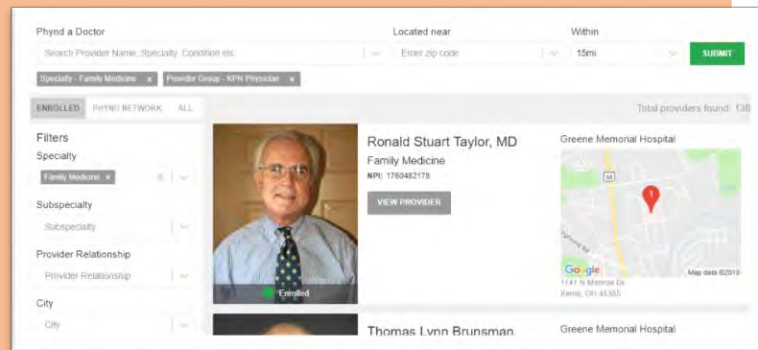 Phynd a Doctor
Search Provider Name, Specialty, Condition etc.
Located near
Enter zip code
Within
15mi
SUBMIT
Specialty - Family Medicine x
Provider Group - KPN Physician x
ENROLLED PHYND NETWORK ALL
Total providers found: 138
Filters
Specialty
Family Medicine x
Subspecialty
Subspecialty
Provider Relationship
Provider Relationship
City
City
Enrolled
Ronald Stuart Taylor, MD
Family Medicine
NPI: 1760482178
VIEW PROVIDER
Greene Memorial Hospital
68
1
Google
Map data ©2019
1141 N Monroe Dr
Xenia, OH 45385
Thomas Lynn Brunsman,
Greene Memorial Hospital